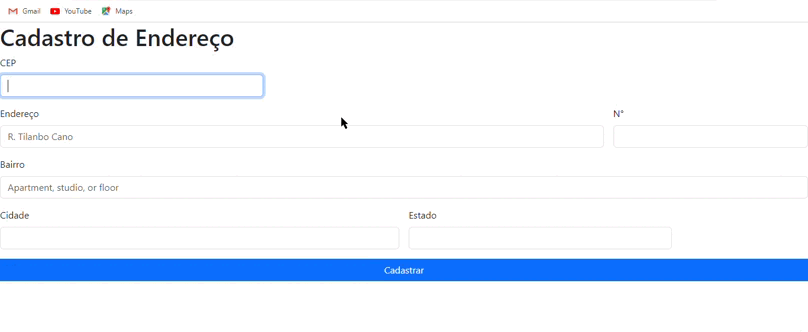 Gmail YouTube Maps
Cadastro de Endereço
CEP
Endereço N°
R. Tilanbo Cano
Bairro
Apartment, studio, or floor
Cidade Estado
Cadastrar